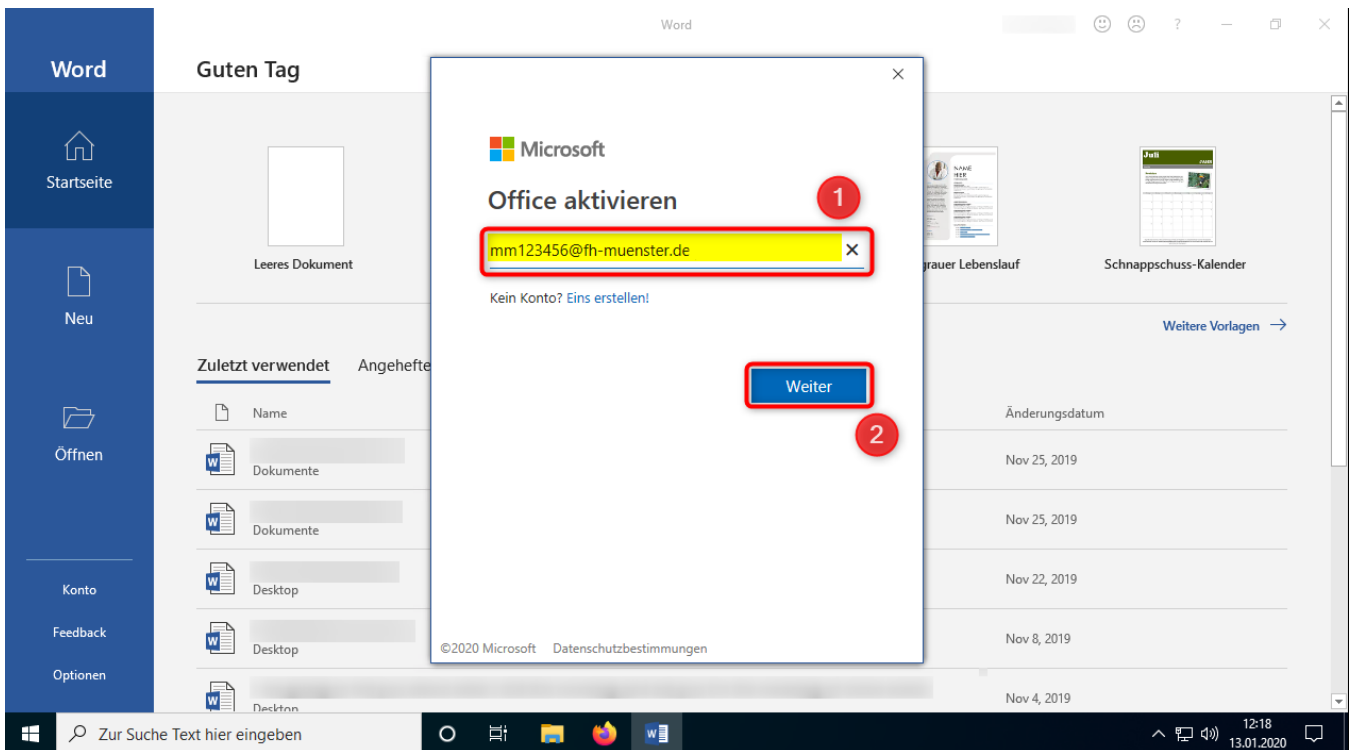 Word
Word
Guten Tag
Startseite
Neu
Öffnen
Konto
Feedback
Optionen
Microsoft
Office aktivieren
1
mm123456@fh-muenster.de
Kein Konto? Eins erstellen!
Weiter
2
©2020 Microsoft Datenschutzbestimmungen
Leeres Dokument
NAME
HIER
grauer Lebenslauf
Juli
Schnappschuss-Kalender
Weitere Vorlagen
Zuletzt verwendet Angehefte
Name Änderungsdatum
Dokumente Nov 25, 2019
Dokumente Nov 25, 2019
Desktop Nov 22, 2019
Desktop Nov 8, 2019
Desktop Nov 4, 2019
Zur Suche Text hier eingeben
12:18
13.01.2020